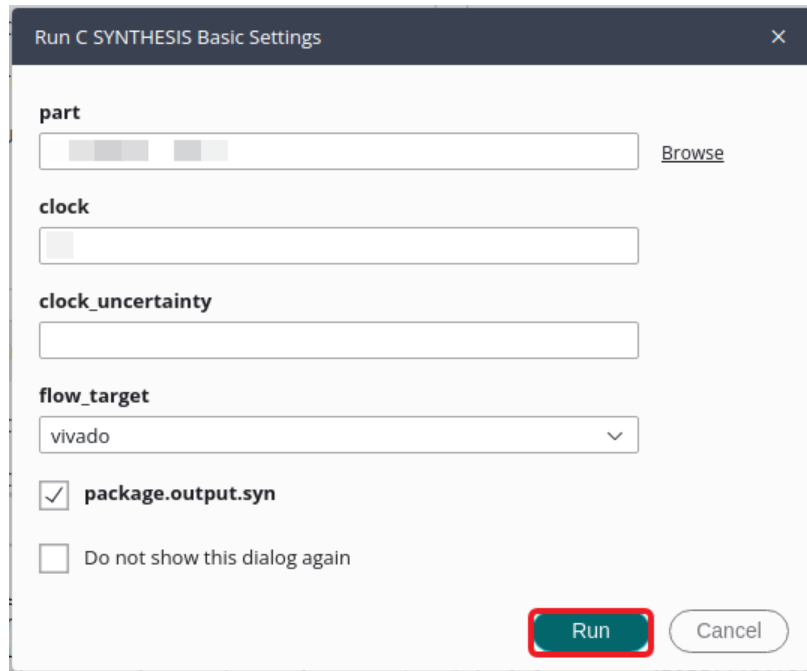 Run C SYNTHESIS Basic Settings
part
Browse
clock
clock_uncertainty
flow_target
vivado
package.output.syn
Do not show this dialog again
Run
Cancel